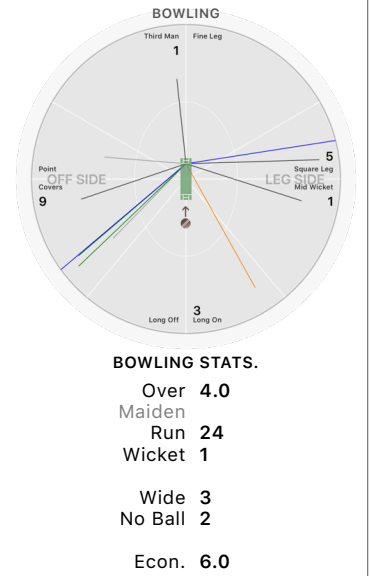 BOWLING
Third Man Fine Leg
1
5
Point Square Leg
OFF SIDE LEG SIDE
Covers Mid Wicket
9 1
3
Long Off Long On
BOWLING STATS.
Over 4.0
Maiden
Run 24
Wicket 1
Wide 3
No Ball 2
Econ. 6.0